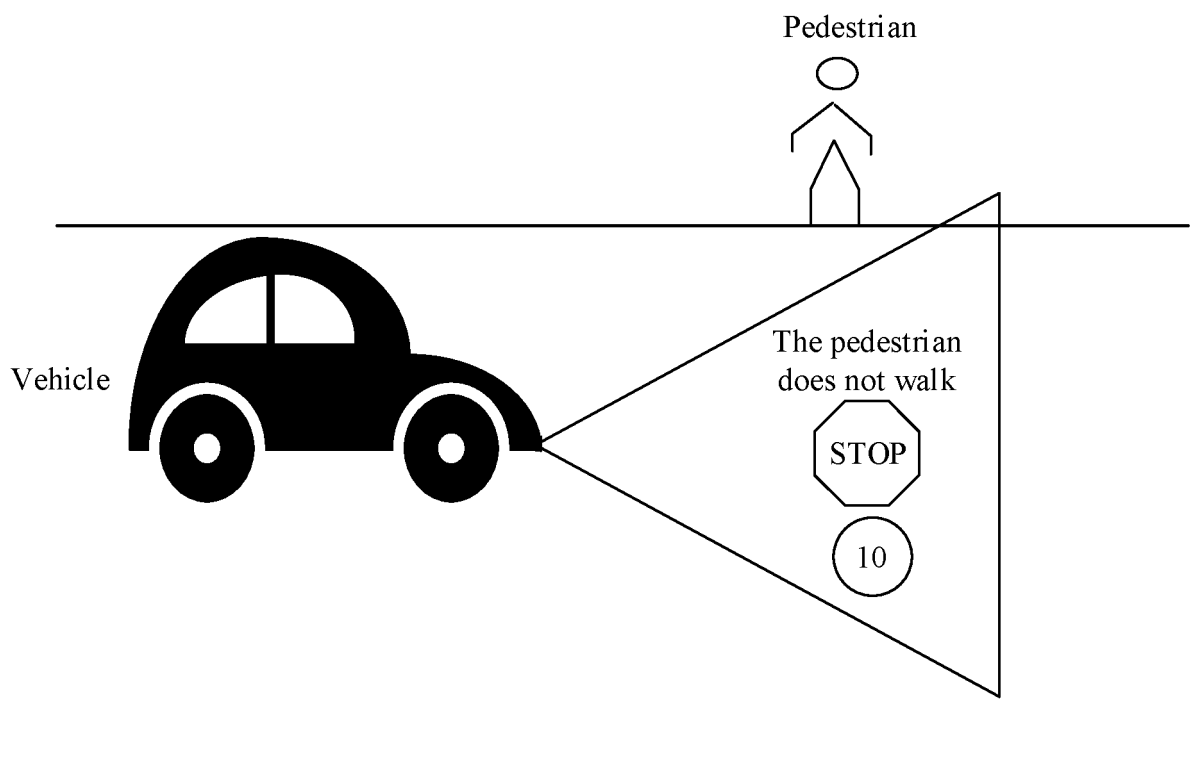 Pedestrian
Vehicle
The pedestrian
does not walk
STOP
10